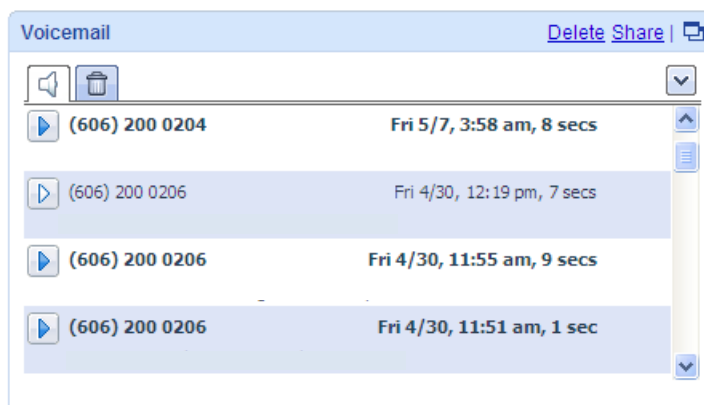 Voicemail Delete Share |
(606) 200 0204 Fri 5/7, 3:58 am, 8 secs
(606) 200 0206 Fri 4/30, 12:19 pm, 7 secs
(606) 200 0206 Fri 4/30, 11:55 am, 9 secs
(606) 200 0206 Fri 4/30, 11:51 am, 1 sec